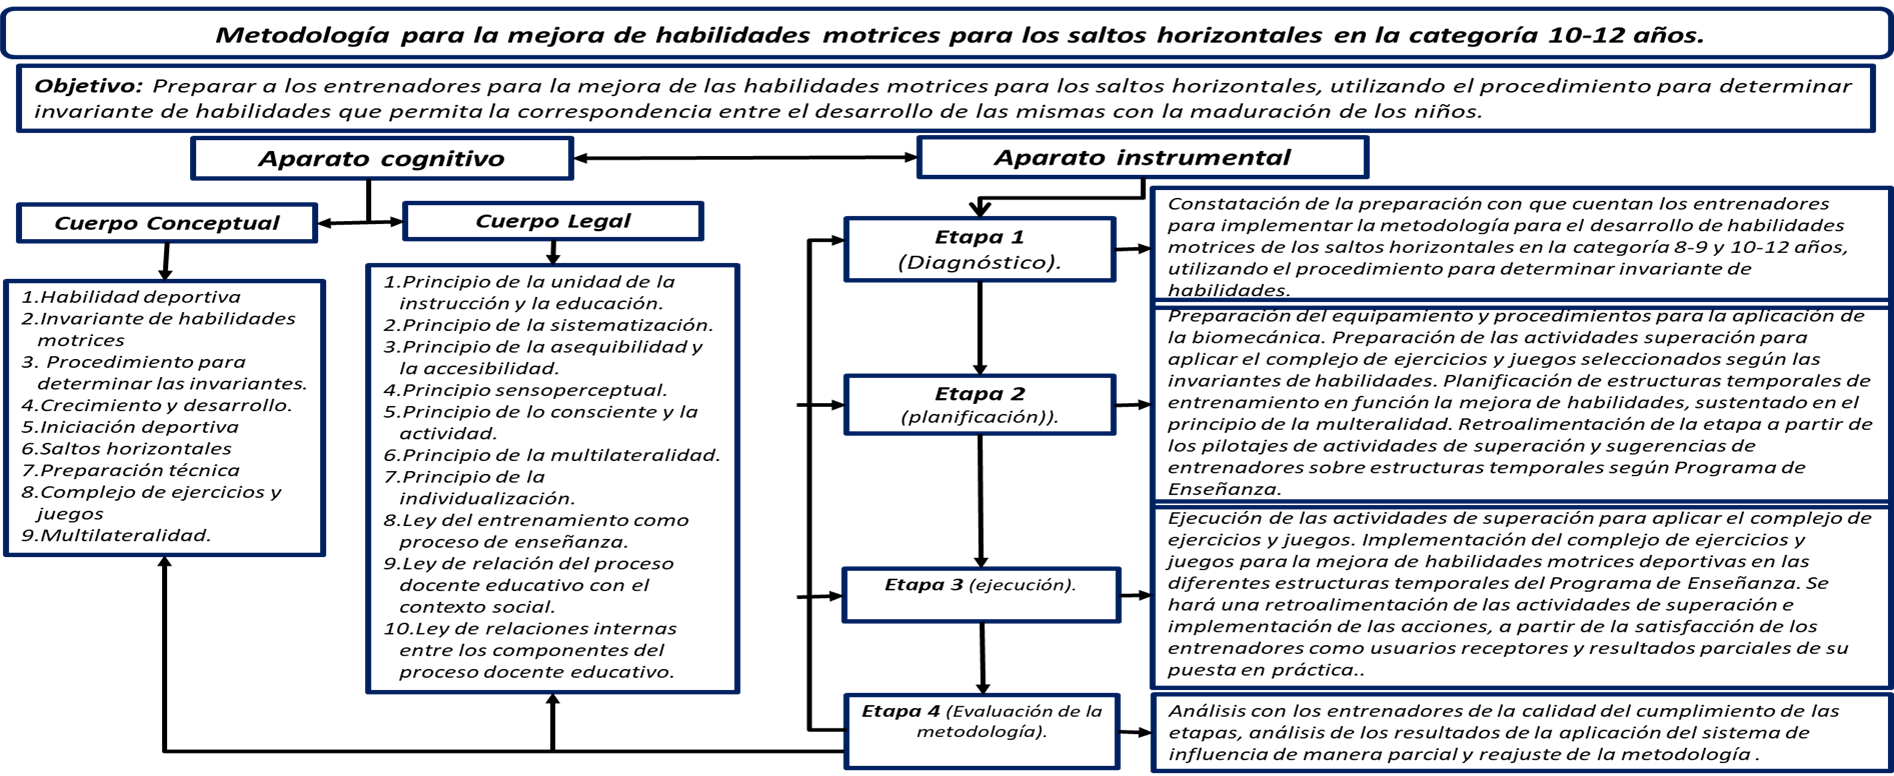 Metodología para la mejora de habilidades motrices para los saltos horizontales en la categoría 10-12 años.
Objetivo: Preparar a los entrenadores para la mejora de las habilidades motrices para los saltos horizontales, utilizando el procedimiento para determinar
invariante de habilidades que permita la correspondencia entre el desarrollo de las mismas con la maduración de los niños.
Aparato cognitivo
Aparato instrumental
Cuerpo Conceptual
Cuerpo Legal
1.Habilidad deportiva
2.Invariante de habilidades
motrices
3. Procedimiento para
determinar las invariantes.
4.Crecimiento y desarrollo.
5.Iniciación deportiva
6.Saltos horizontales
7.Preparación técnica
8.Complejo de ejercicios y
juegos
9.Multilateralidad.
1.Principio de la unidad de la
instrucción y la educación.
2.Principio de la sistematización.
3.Principio de la asequibilidad y
la accesibilidad.
4.Principio sensoperceptual.
5.Principio de lo consciente y la
actividad.
6.Principio de la multilateralidad.
7.Principio de la
individualización.
8.Ley del entrenamiento como
proceso de enseñanza.
9.Ley de relación del proceso
docente educativo con el
contexto social.
10.Ley de relaciones internas
entre los componentes del
proceso docente educativo.
Etapa 1
(Diagnóstico).
Constatación de la preparación con que cuentan los entrenadores
para implementar la metodología para el desarrollo de habilidades
motrices de los saltos horizontales en la categoría 8-9 y 10-12 años,
utilizando el procedimiento para determinar invariante de
habilidades.
Etapa 2
(planificación)).
Preparación del equipamiento y procedimientos para la aplicación de
la biomecánica. Preparación de las actividades superación para
aplicar el complejo de ejercicios y juegos seleccionados según las
invariantes de habilidades. Planificación de estructuras temporales de
entrenamiento en función la mejora de habilidades, sustentado en el
principio de la multeralidad. Retroalimentación de la etapa a partir de
los pilotajes de actividades de superación y sugerencias de
entrenadores sobre estructuras temporales según Programa de
Enseñanza.
Etapa 3 (ejecución).
Ejecución de las actividades de superación para aplicar el complejo de
ejercicios y juegos. Implementación del complejo de ejercicios y
juegos para la mejora de habilidades motrices deportivas en las
diferentes estructuras temporales del Programa de Enseñanza. Se
hará una retroalimentación de las actividades de superación e
implementación de las acciones, a partir de la satisfacción de los
entrenadores como usuarios receptores y resultados parciales de su
puesta en práctica..
Etapa 4 (Evaluación de la
metodología).
Análisis con los entrenadores de la calidad del cumplimiento de las
etapas, análisis de los resultados de la aplicación del sistema de
influencia de manera parcial y reajuste de la metodología .